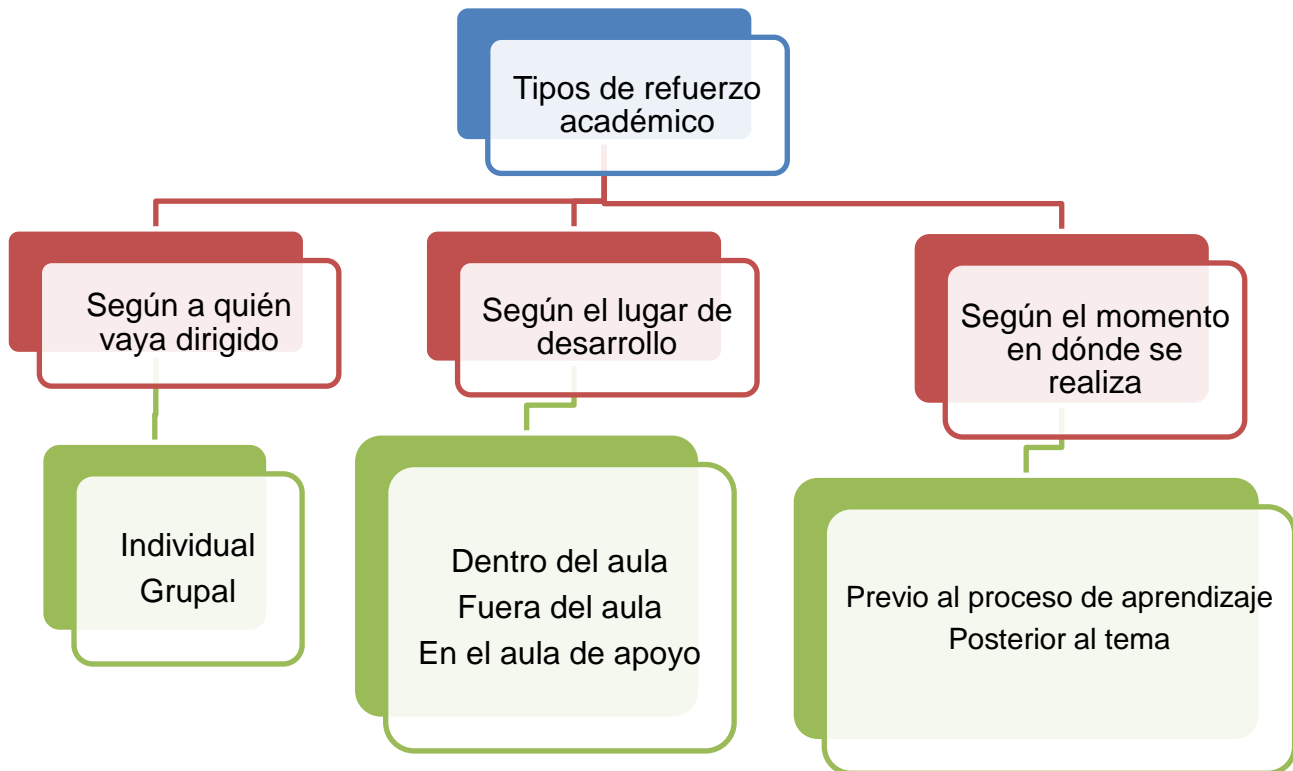 Tipos de refuerzo
académico
Según a quién
vaya dirigido
Según el lugar de
desarrollo
Según el momento
en dónde se
realiza
Individual
Grupal
Dentro del aula
Fuera del aula
En el aula de apoyo
Previo al proceso de aprendizaje
Posterior al tema